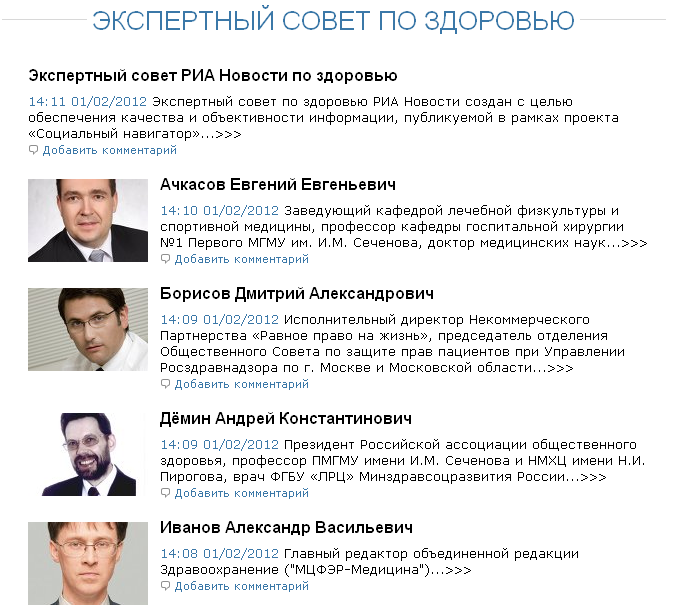 ЭКСПЕРТНЫЙ СОВЕТ ПО ЗДОРОВЬЮ
Экспертный совет РИА Новости по здоровью
14:11 01/02/2012 Экспертный совет по здоровью РИА Новости создан с целью
обеспечения качества и объективности информации, публикуемой в рамках проекта
«Социальный навигатор»...>>>
Добавить комментарий
Ачкасов Евгений Евгеньевич
14:10 01/02/2012 Заведующий кафедрой лечебной физкультуры и
спортивной медицины, профессор кафедры госпитальной хирургии
№1 Первого МГМУ им. И.М. Сеченова, доктор медицинских наук...>>>
Добавить комментарий
Борисов Дмитрий Александрович
14:09 01/02/2012 Исполнительный директор Некоммерческого
Партнерства «Равное право на жизнь», председатель отделения
Общественного Совета по защите прав пациентов при Управлении
Росздравнадзора по г. Москве и Московской области...>>>
Добавить комментарий
Дёмин Андрей Константинович
14:09 01/02/2012 Президент Российской ассоциации общественного
здоровья, профессор ПМГМУ имени И.М. Сеченова и НМХЦ имени Н.И.
Пирогова, врач ФГБУ «ЛРЦ» Минздравсоцразвития России...>>>
Добавить комментарий
Иванов Александр Васильевич
14:08 01/02/2012 Главный редактор объединенной редакции
Здравоохранение ("МЦФЭР-Медицина")...>>>
Добавить комментарий